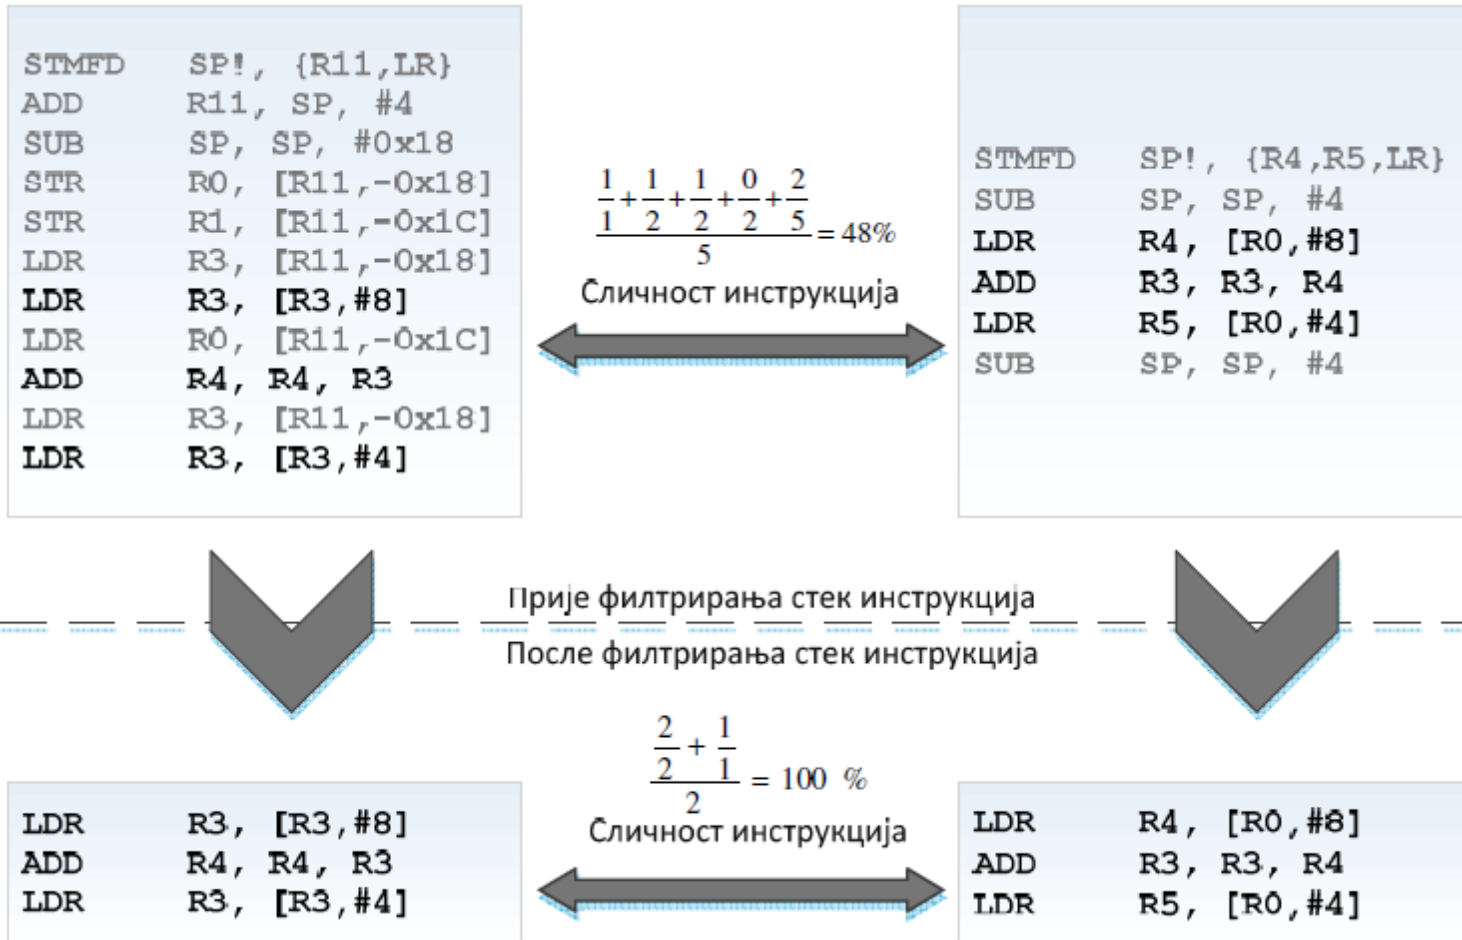 STMFD SP!, {R11,LR}
ADD R11, SP, #4
SUB SP, SP, #0x18
STR R0, [R11,-0x18]
STR R1, [R11,-0x1C]
LDR R3, [R11,-0x18]
LDR R3, [R3,#8]
LDR R0, [R11,-0x1C]
ADD R4, R4, R3
LDR R3, [R11,-0x18]
LDR R3, [R3,#4]
1/1 + 1/2 + 1/2 + 0/2 + 2/5
5 = 48%
Сличност инструкција
STMFD SP!, {R4,R5,LR}
SUB SP, SP, #4
LDR R4, [R0,#8]
ADD R3, R3, R4
LDR R5, [R0,#4]
SUB SP, SP, #4
Прије филтрирања стек инструкција
После филтрирања стек инструкција
LDR R3, [R3,#8]
ADD R4, R4, R3
LDR R3, [R3,#4]
2/2 + 1/1
2 = 100 %
Сличност инструкција
LDR R4, [R0,#8]
ADD R3, R3, R4
LDR R5, [R0,#4]